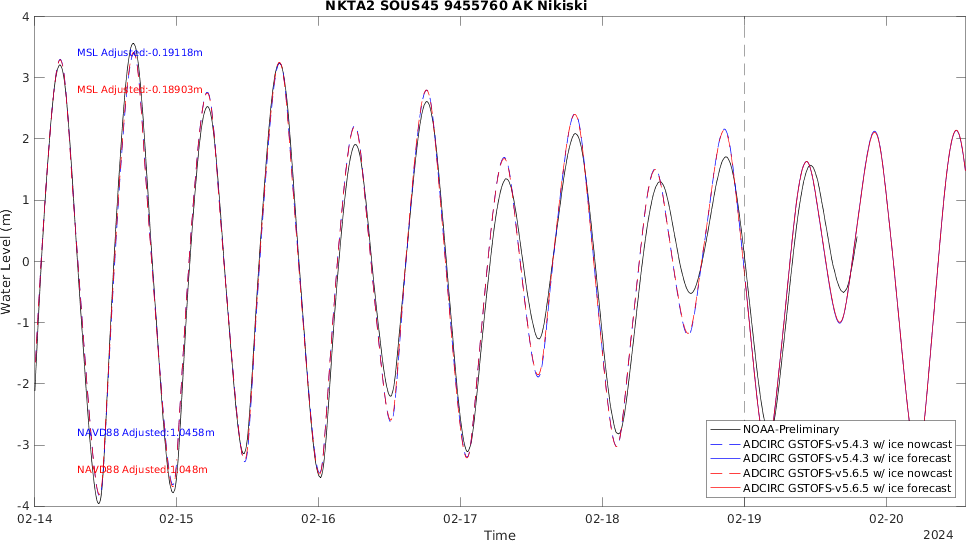 NKTA2 SOUS45 9455760 AK Nikiski
4
3
2
1
0
-1
-2
-3
-4
Water Level (m)
MSL Adjusted:-0.19118m
MSL Adjusted:-0.18903m
NAVD88 Adjusted:1.0458m
NAVD88 Adjusted:1.048m
NOAA-Preliminary
ADCIRC GSTOFS-v5.4.3 w/ ice nowcast
ADCIRC GSTOFS-v5.4.3 w/ ice forecast
ADCIRC GSTOFS-v5.6.5 w/ ice nowcast
ADCIRC GSTOFS-v5.6.5 w/ ice forecast
02-14 02-15 02-16 02-17 02-18 02-19 02-20
Time
2024